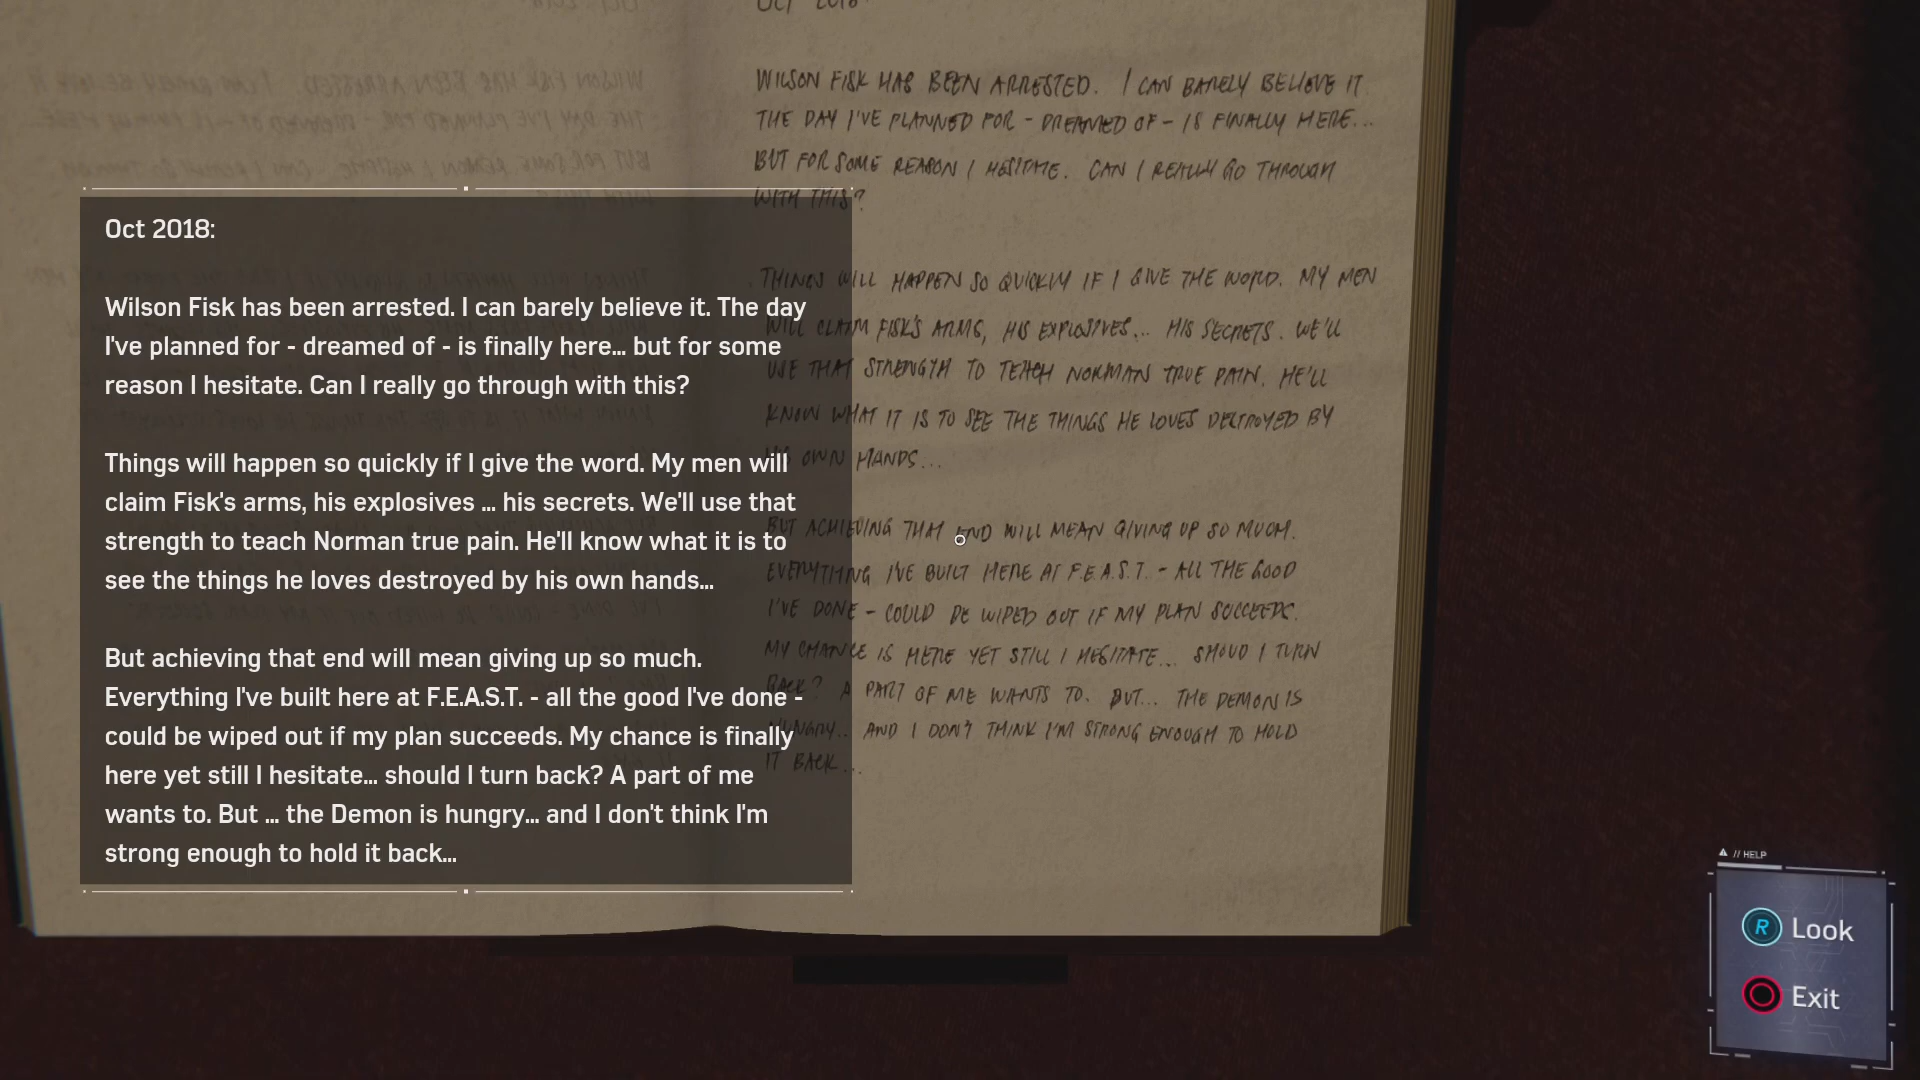 Oct 2018:
Wilson Fisk has been arrested. I can barely believe it. The day
I've planned for - dreamed of - is finally here... but for some
reason I hesitate. Can I really go through with this?
Things will happen so quickly if I give the word. My men will
claim Fisk's arms, his explosives ... his secrets. We'll use that
strength to teach Norman true pain. He'll know what it is to
see the things he loves destroyed by his own hands...
But achieving that end will mean giving up so much.
Everything I've built here at F.E.A.S.T. - all the good I've done -
could be wiped out if my plan succeeds. My chance is finally
here yet still I hesitate... should I turn back? A part of me
wants to. But ... the Demon is hungry... and I don't think I'm
strong enough to hold it back...
OCT 2018
WILSON FISK HAS BEEN ARRESTED. I CAN BARELY BELIEVE IT
THE DAY I'VE PLANNED FOR - DREAMED OF - IS FINALLY HERE...
BUT FOR SOME REASON I HESITATE. CAN I REALLY GO THROUGH
WITH THIS?
THINGS WILL HAPPEN SO QUICKLY IF I GIVE THE WORD. MY MEN
WILL CLAIM FISK'S ARMS, HIS EXPLOSIVES... HIS SECRETS. WE'LL
USE THAT STRENGTH TO TEACH NORMAN TRUE PAIN. HE'LL
KNOW WHAT IT IS TO SEE THE THINGS HE LOVES DESTROYED BY
HIS OWN HANDS...
BUT ACHIEVING THAT END WILL MEAN GIVING UP SO MUCH.
EVERYTHING I'VE BUILT HERE AT F.E.A.S.T. - ALL THE GOOD
I'VE DONE - COULD BE WIPED OUT IF MY PLAN SUCCEEDS.
MY CHANCE IS HERE YET STILL I HESITATE... SHOUD I TURN
BACK? A PART OF ME WANTS TO. BUT... THE DEMON IS
HUNGRY... AND I DON'T THINK I'M STRONG ENOUGH TO HOLD
IT BACK...
// HELP
R Look
Exit